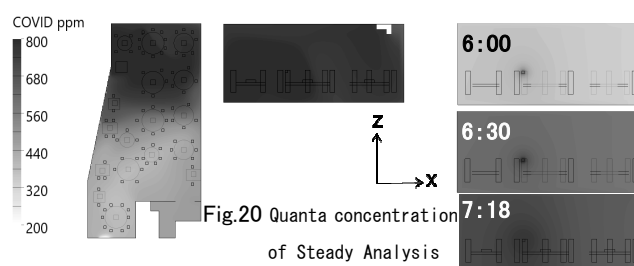 COVID ppm
800
680
560
440
320
200
z
x
Fig.20 Quanta concentration
of Steady Analysis
6:00
6:30
7:18